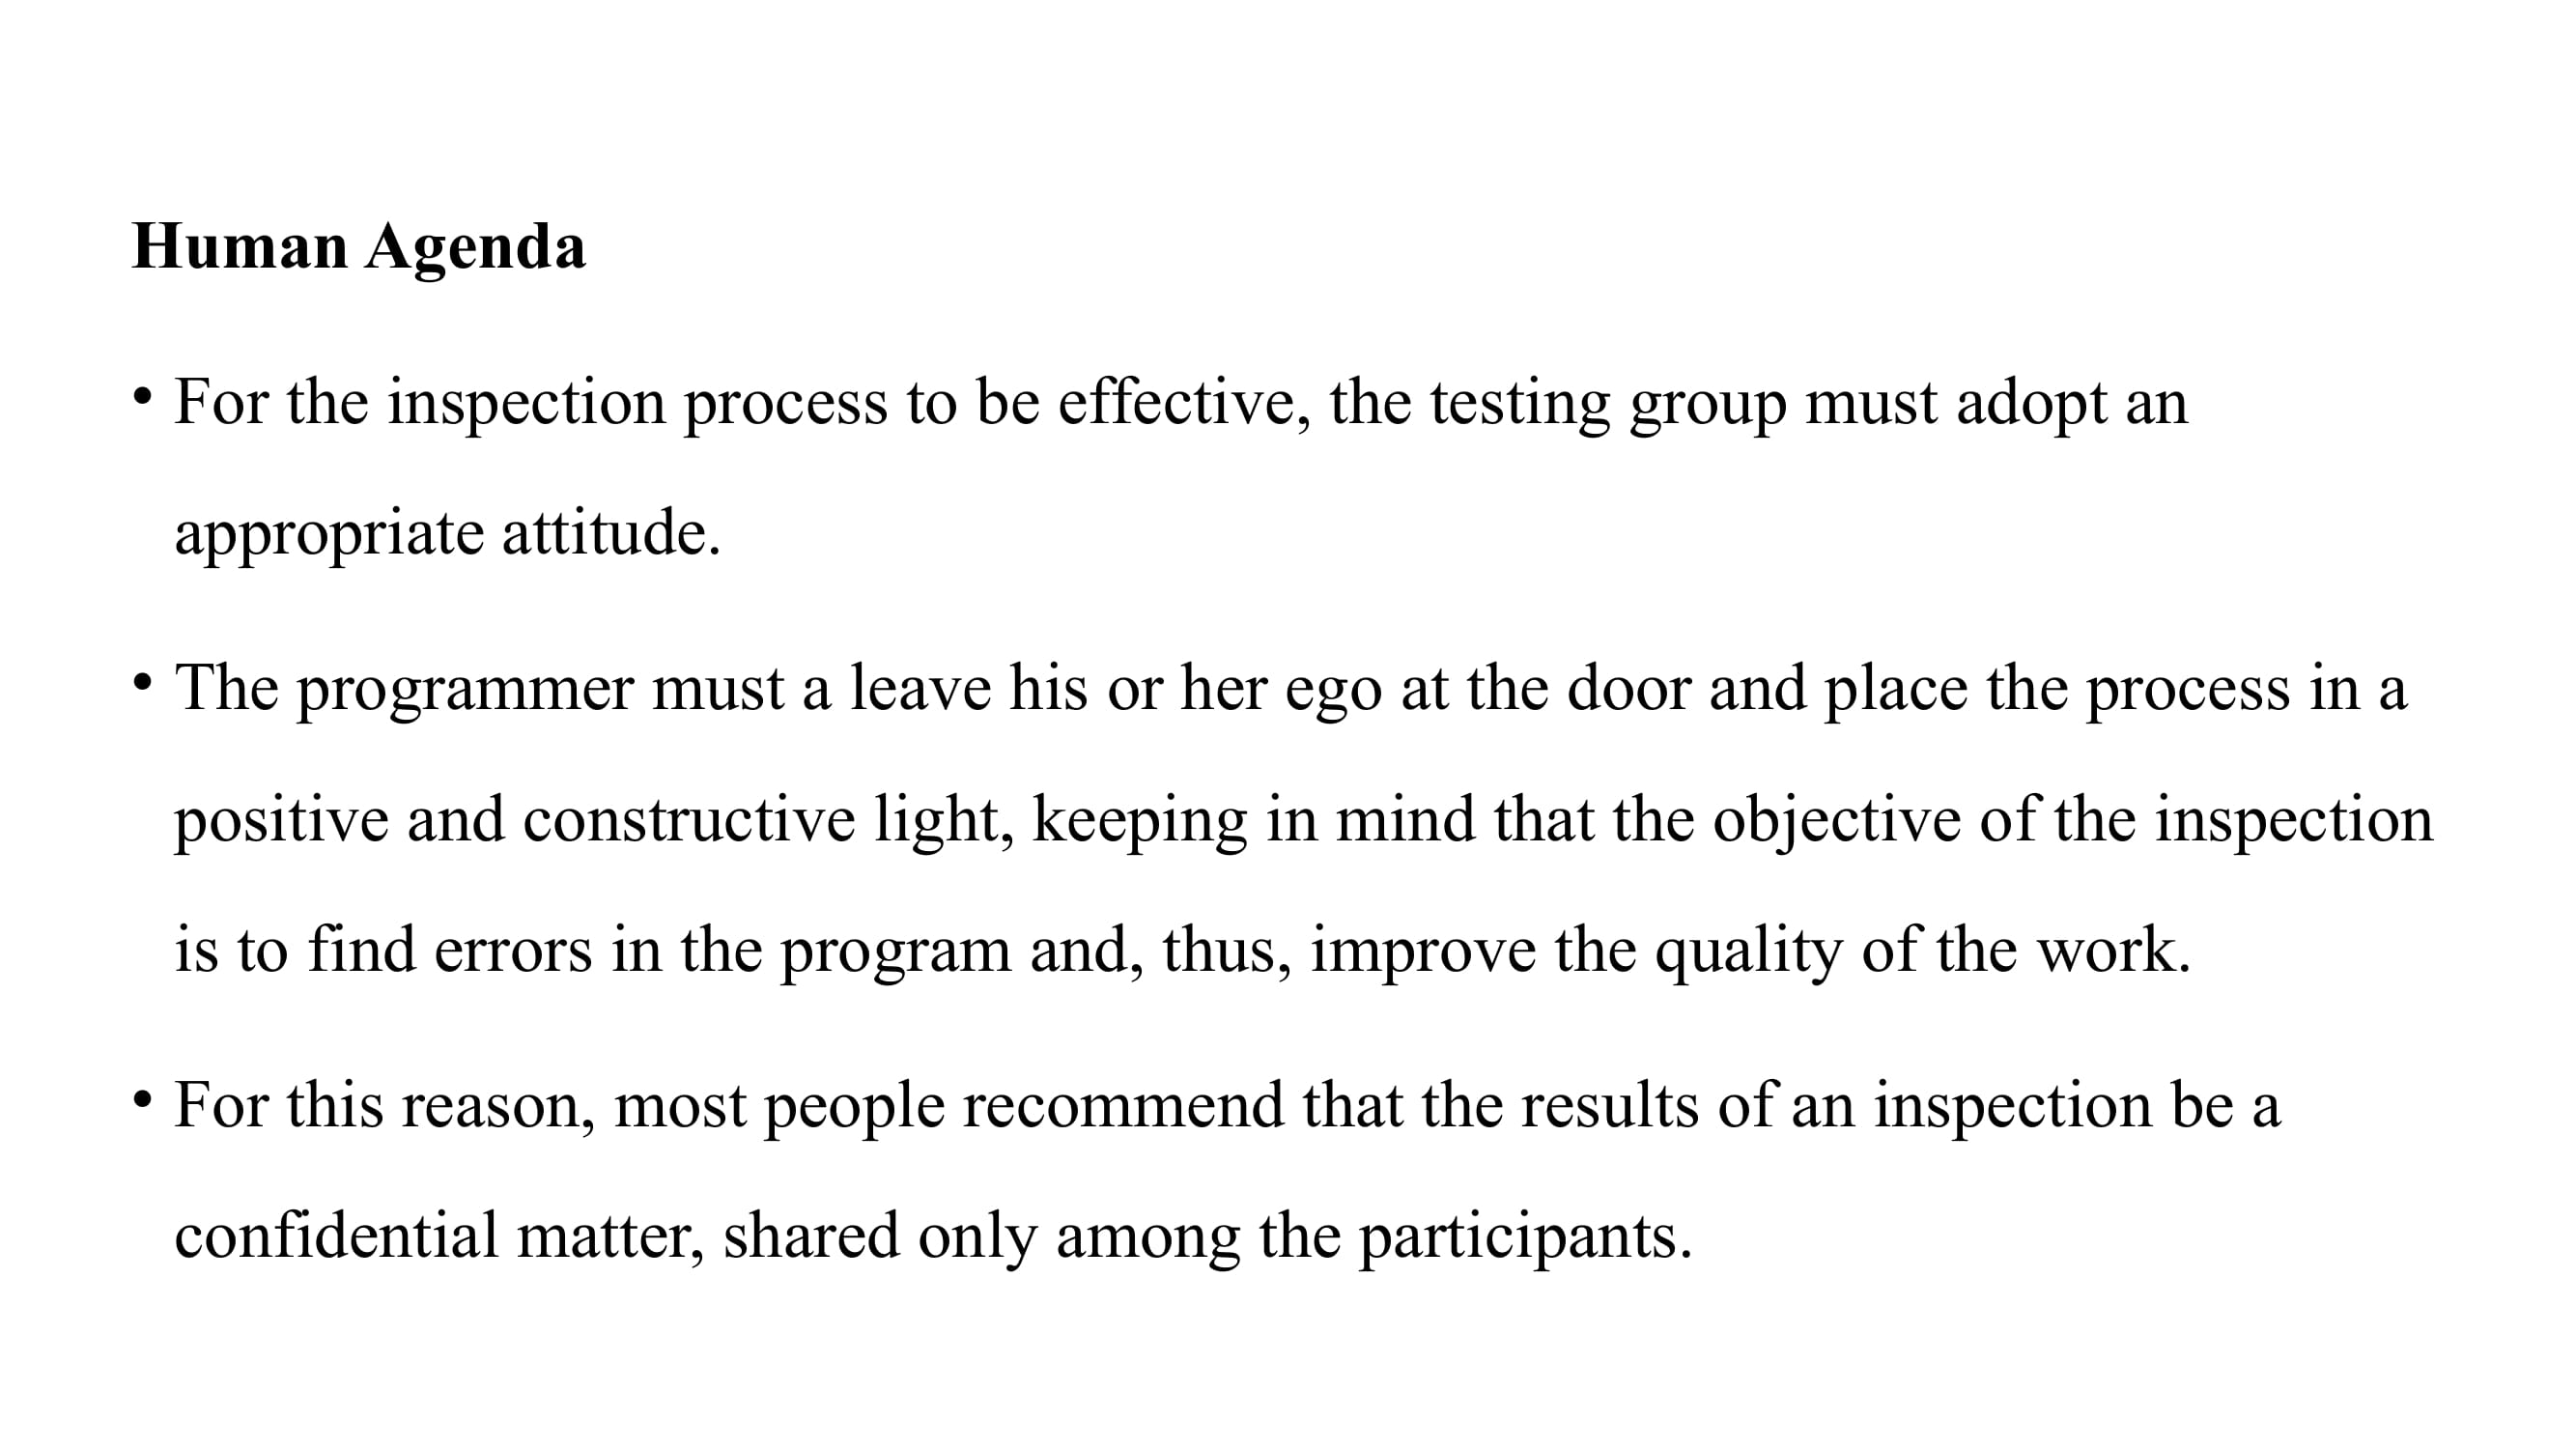 Human Agenda
• For the inspection process to be effective, the testing group must adopt an
appropriate attitude.
• The programmer must a leave his or her ego at the door and place the process in a
positive and constructive light, keeping in mind that the objective of the inspection
is to find errors in the program and, thus, improve the quality of the work.
• For this reason, most people recommend that the results of an inspection be a
confidential matter, shared only among the participants.